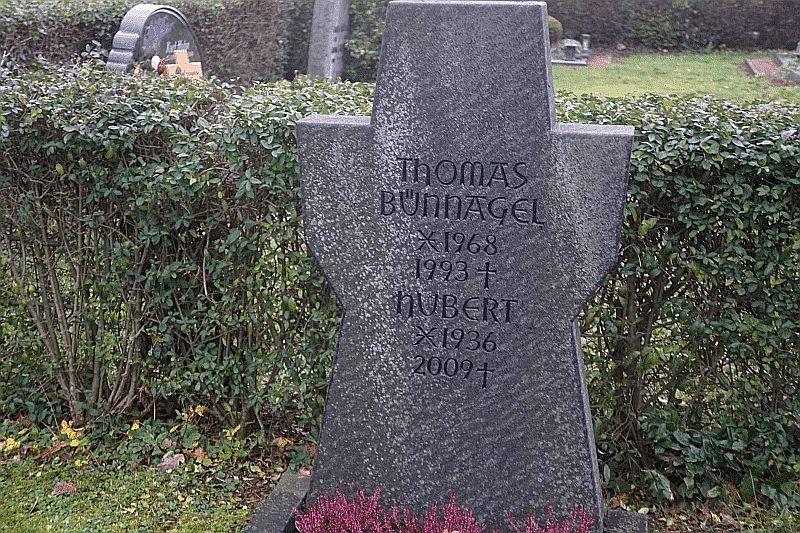 Thomas
Bünnagel
*1968
1993†
Hubert
*1936
2009†